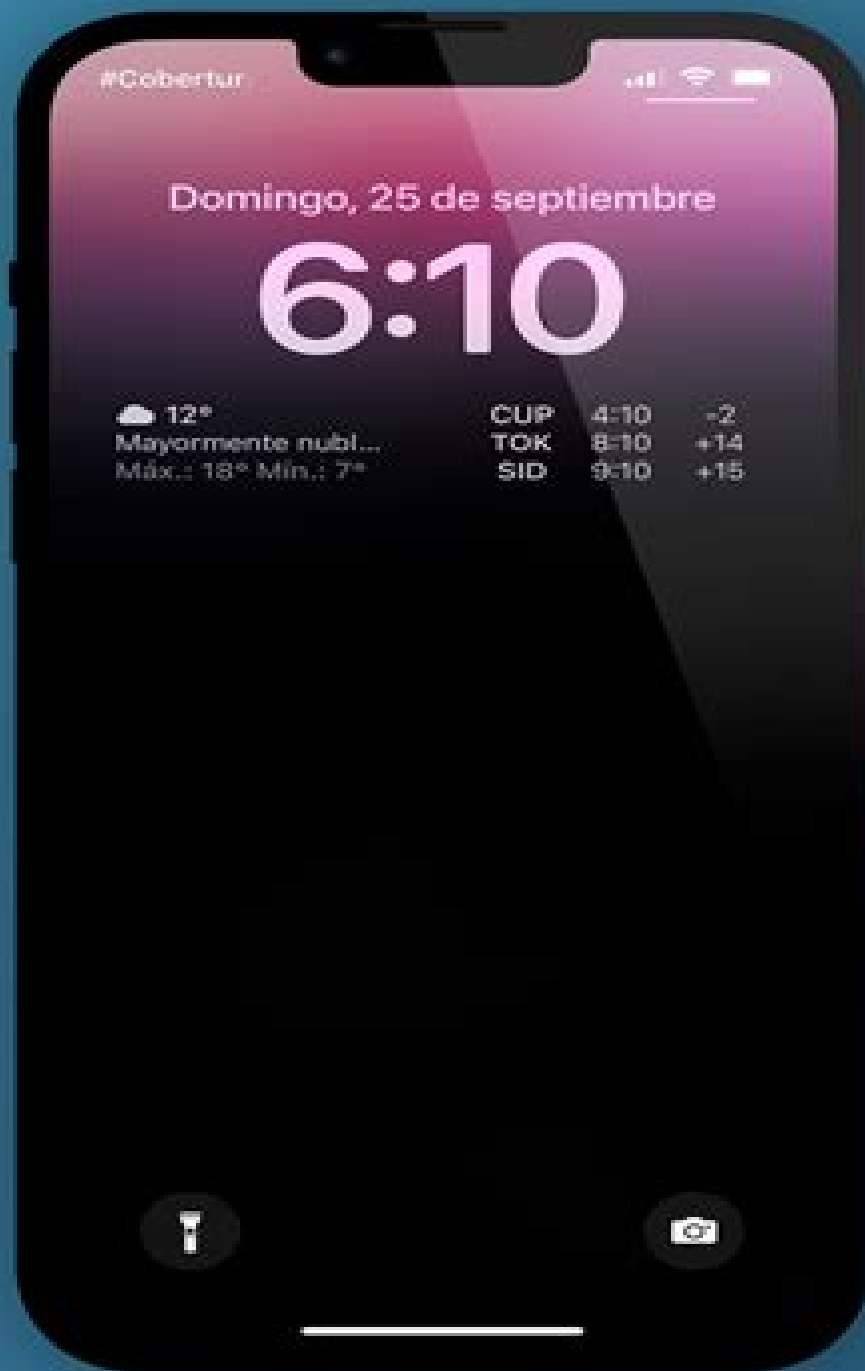 #Cobertur
Domingo, 25 de septiembre
6:10
12°
Mayormente nubl...
Máx.: 18° Mín.: 7°
CUP 4:10 -2
TOK 8:10 +14
SID 9:10 +15